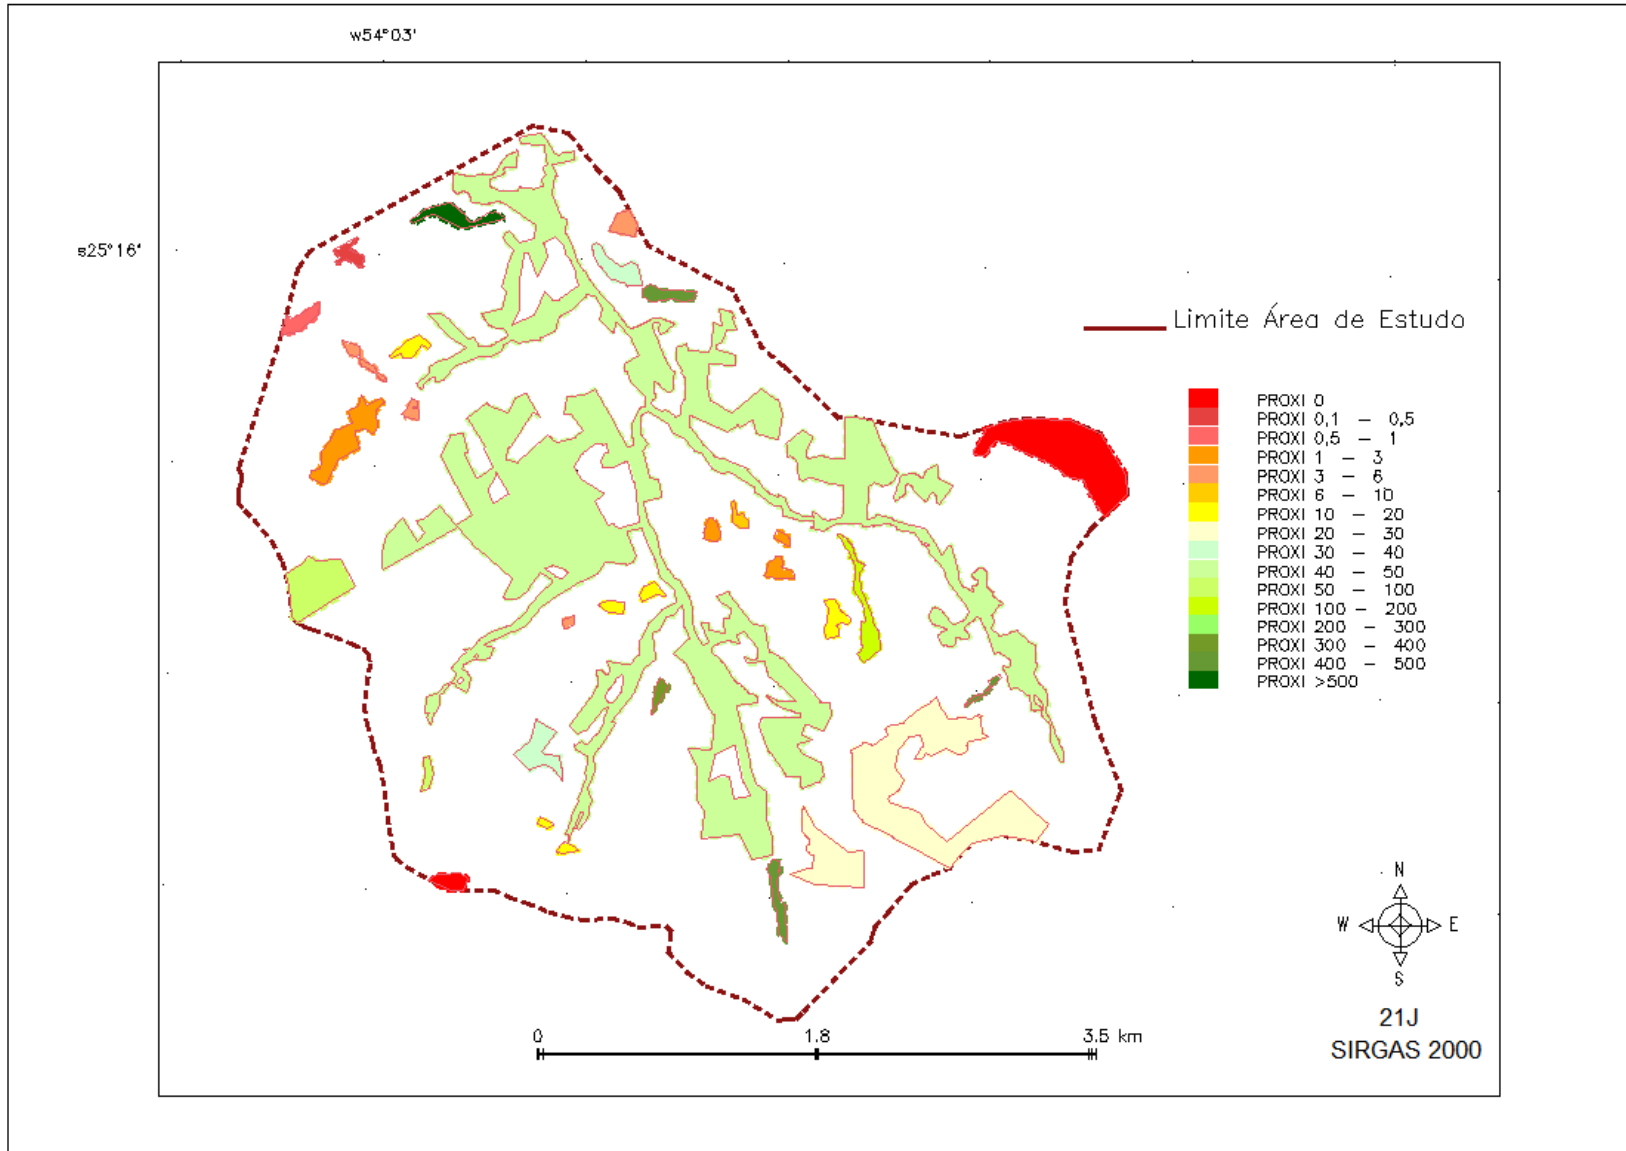 w54°03'
s25°16'
Limite Área de Estudo
PROXI 0
PROXI 0,1 – 0,5
PROXI 0,5 – 1
PROXI 1 – 3
PROXI 3 – 6
PROXI 6 – 10
PROXI 10 – 20
PROXI 20 – 30
PROXI 30 – 40
PROXI 40 – 50
PROXI 50 – 100
PROXI 100 – 200
PROXI 200 – 300
PROXI 300 – 400
PROXI 400 – 500
PROXI >500
N
W E
S
21J
SIRGAS 2000
0 1.8 3.5 km